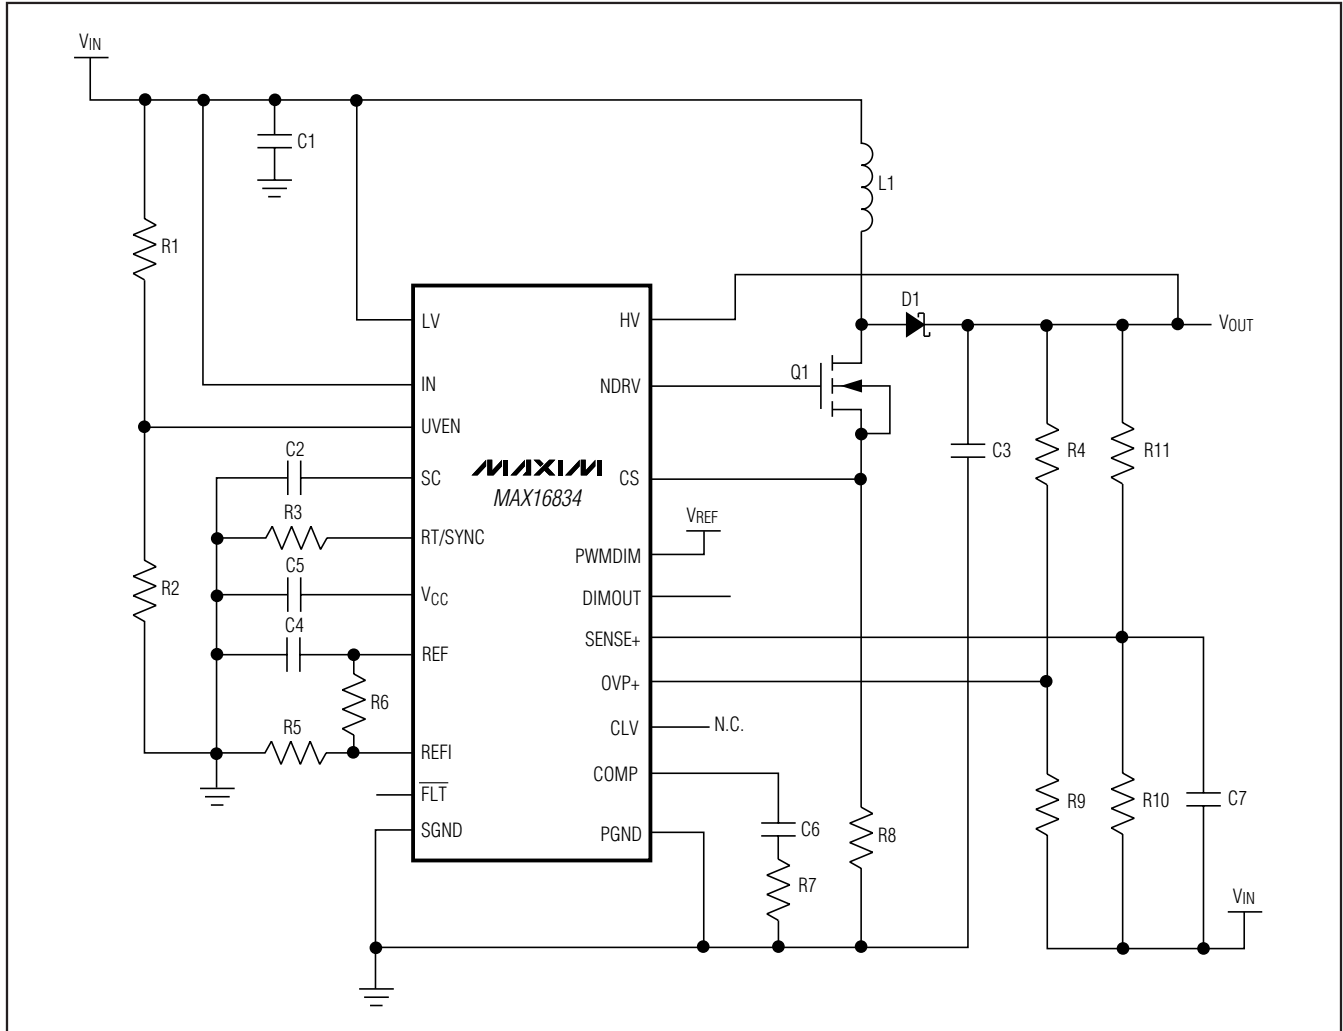 VIN
C1
L1
R1
LV
HV
D1
VOUT
IN
NDRV
Q1
UVEN
C2
SC
MAXIM
MAX16834
CS
C3
R4
R11
R3
RT/SYNC
VREF
PWMDIM
C5
VCC
DIMOUT
R2
C4
REF
SENSE+
R6
OVP+
R5
REFI
CLV
N.C.
FLT
COMP
SGND
PGND
C6
R8
R9
R10
C7
R7
VIN